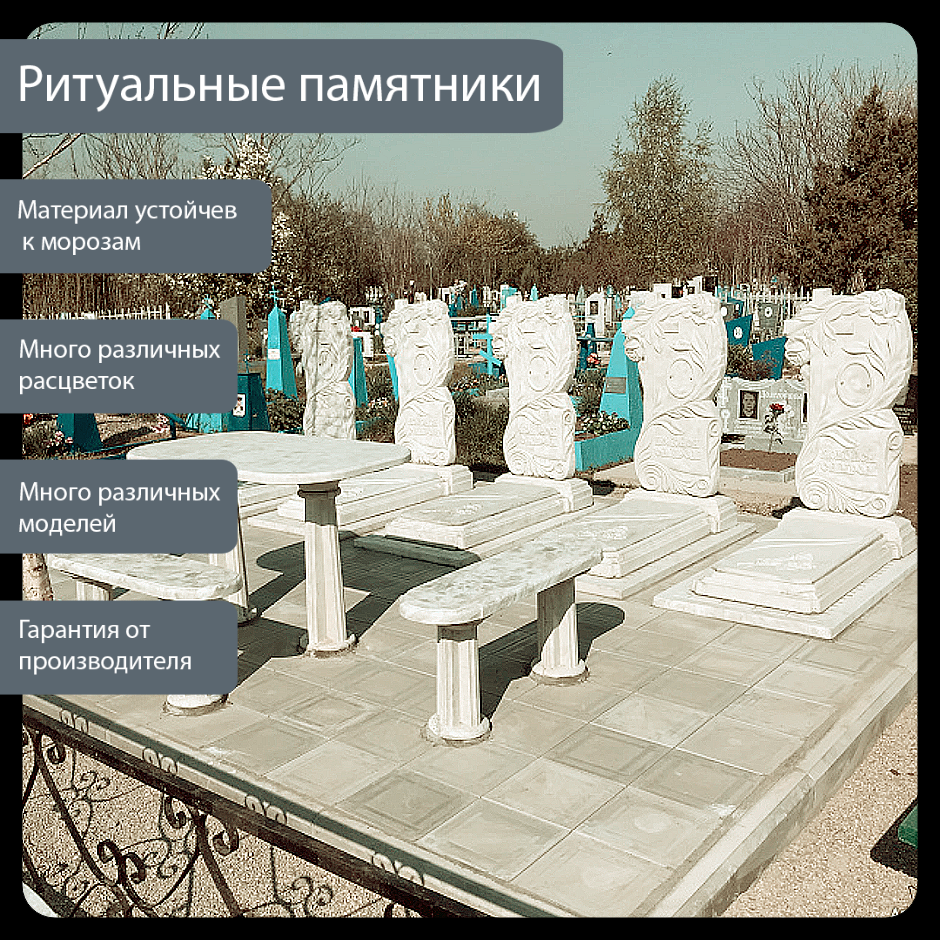 Ритуальные памятники
Материал устойчев
к морозам
Много различных
расцветок
Много различных
моделей
Гарантия от
производителя